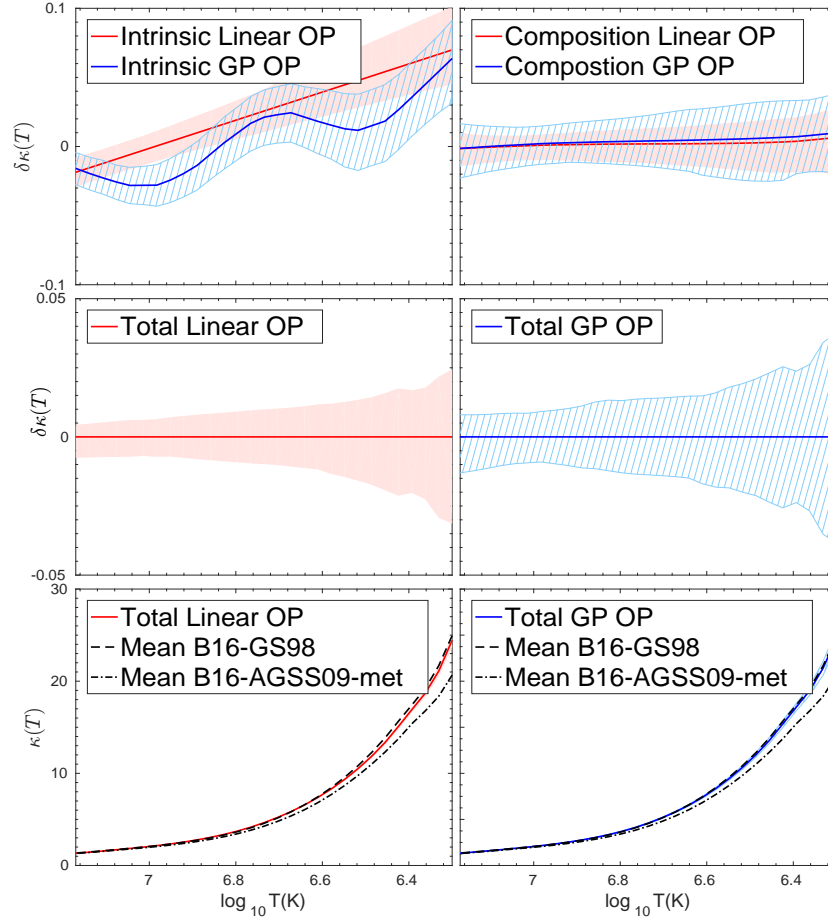 0.1
Intrinsic Linear OP
Intrinsic GP OP
Composition Linear OP
Compostion GP OP
δκ(T)
0
-0.1
0.05
Total Linear OP
Total GP OP
δκ(T)
0
-0.05
30
Total Linear OP
Mean B16-GS98
Mean B16-AGSS09-met
Total GP OP
Mean B16-GS98
Mean B16-AGSS09-met
20
κ(T)
10
0
7 6.8 6.6 6.4
7 6.8 6.6 6.4
log10 T(K)
log10 T(K)